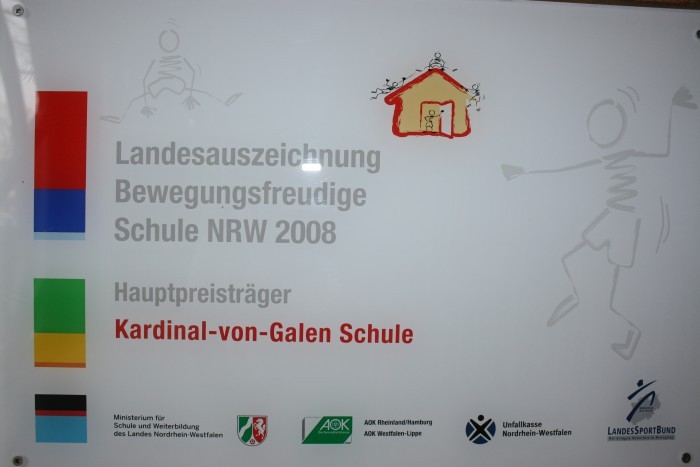 Landesauszeichnung
Bewegungsfreudige
Schule NRW 2008
Hauptpreisträger
Kardinal-von-Galen Schule
Ministerium für
Schule und Weiterbildung
des Landes Nordrhein-Westfalen
AOK
AOK Rheinland/Hamburg
AOK Westfalen-Lippe
Unfallkasse
Nordrhein-Westfalen
LANDESSPORTBUND